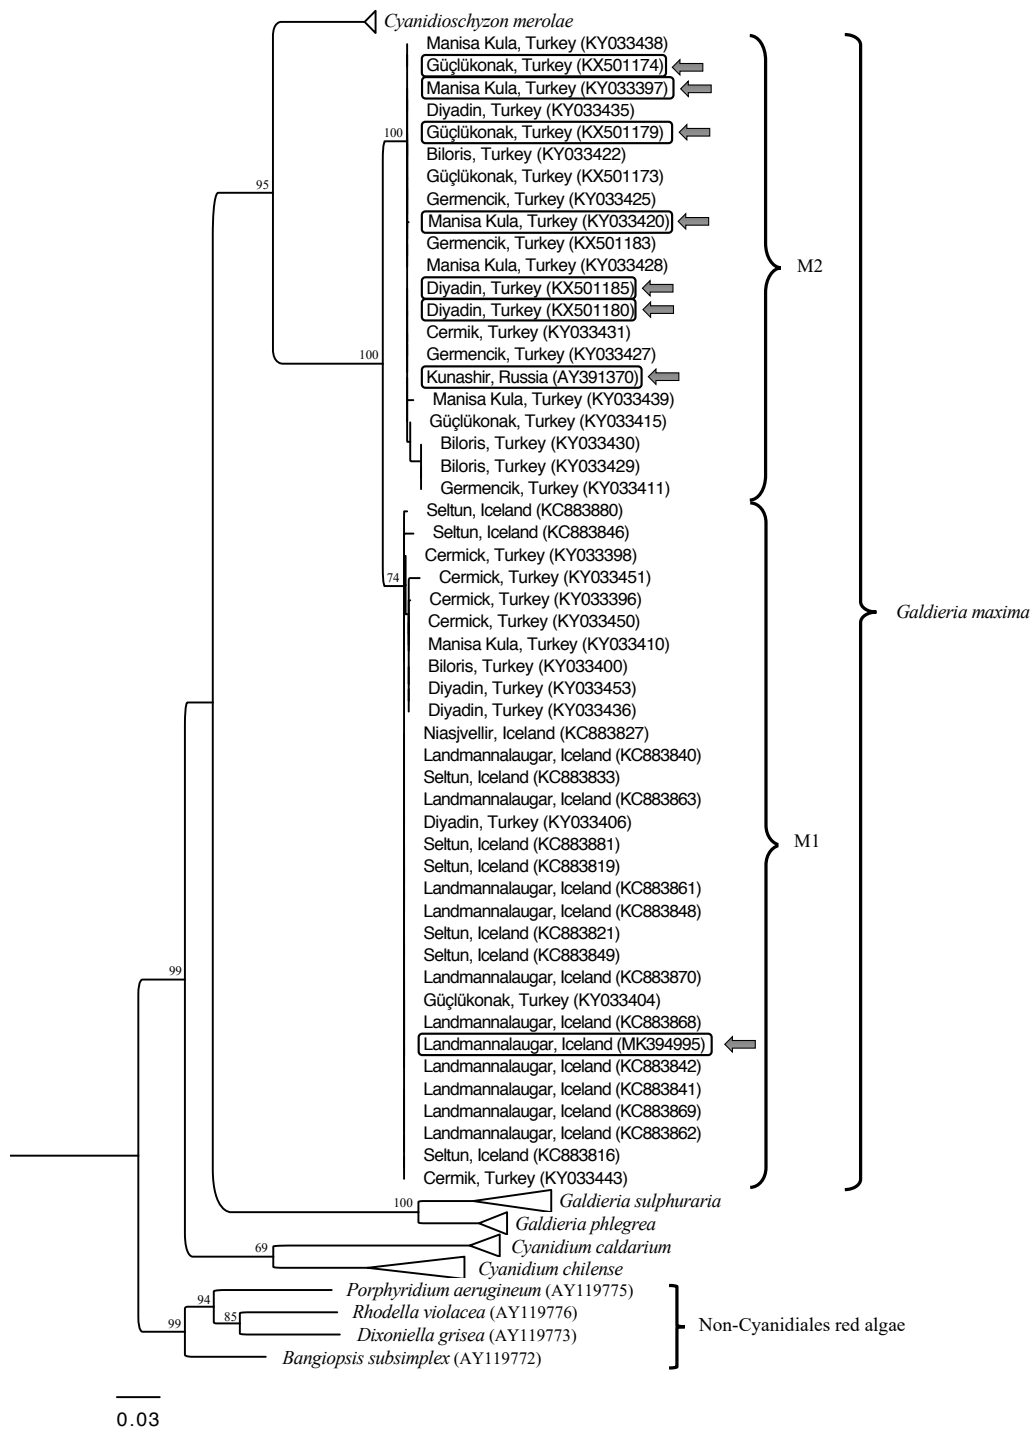 Cyanidioschyzon merolae
Manisa Kula, Turkey (KY033438)
Güçlükonak, Turkey (KX501174)
Manisa Kula, Turkey (KY033397)
Diyadin, Turkey (KY033435)
100
Güçlükonak, Turkey (KX501179)
Biloris, Turkey (KY033422)
Güçlükonak, Turkey (KX501173)
95
Germencik, Turkey (KY033425)
Manisa Kula, Turkey (KY033420)
Germencik, Turkey (KX501183)
Manisa Kula, Turkey (KY033428)
M2
Diyadin, Turkey (KX501185)
Diyadin, Turkey (KX501180)
Cermik, Turkey (KY033431)
100
Germencik, Turkey (KY033427)
Kunashir, Russia (AY391370)
Manisa Kula, Turkey (KY033439)
Güçlükonak, Turkey (KY033415)
Biloris, Turkey (KY033430)
Biloris, Turkey (KY033429)
Germencik, Turkey (KY033411)
Seltun, Iceland (KC883880)
Seltun, Iceland (KC883846)
Cermick, Turkey (KY033398)
74
Cermick, Turkey (KY033451)
Cermick, Turkey (KY033396)
Galdieria maxima
Cermick, Turkey (KY033450)
Manisa Kula, Turkey (KY033410)
Biloris, Turkey (KY033400)
Diyadin, Turkey (KY033453)
Diyadin, Turkey (KY033436)
Niasjvellir, Iceland (KC883827)
Landmannalaugar, Iceland (KC883840)
Seltun, Iceland (KC883833)
Landmannalaugar, Iceland (KC883863)
Diyadin, Turkey (KY033406)
Seltun, Iceland (KC883881)
M1
Seltun, Iceland (KC883819)
Landmannalaugar, Iceland (KC883861)
Landmannalaugar, Iceland (KC883848)
Seltun, Iceland (KC883821)
Seltun, Iceland (KC883849)
99
Landmannalaugar, Iceland (KC883870)
Güçlükonak, Turkey (KY033404)
Landmannalaugar, Iceland (KC883868)
Landmannalaugar, Iceland (MK394995)
Landmannalaugar, Iceland (KC883842)
Landmannalaugar, Iceland (KC883841)
Landmannalaugar, Iceland (KC883869)
Landmannalaugar, Iceland (KC883862)
Seltun, Iceland (KC883816)
Cermik, Turkey (KY033443)
100
Galdieria sulphuraria
Galdieria phlegrea
69
Cyanidium caldarium
Cyanidium chilense
Porphyridium aerugineum (AY119775)
94
Rhodella violacea (AY119776)
85
99
Non-Cyanidiales red algae
Dixoniella grisea (AY119773)
Bangiopsis subsimplex (AY119772)
0.03